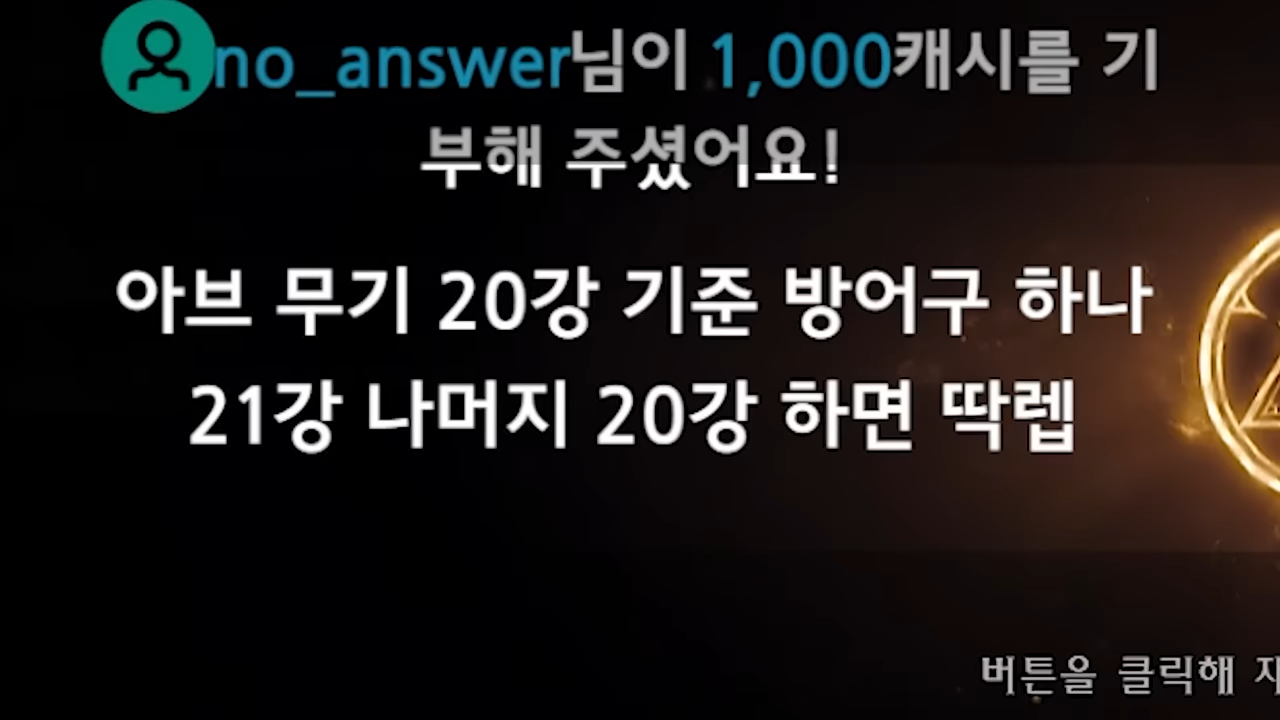 no_answer님이 1,000캐시를 기
부해 주셨어요!
아브 무기 20강 기준 방어구 하나
21강 나머지 20강 하면 딱렙
버튼을 클릭해